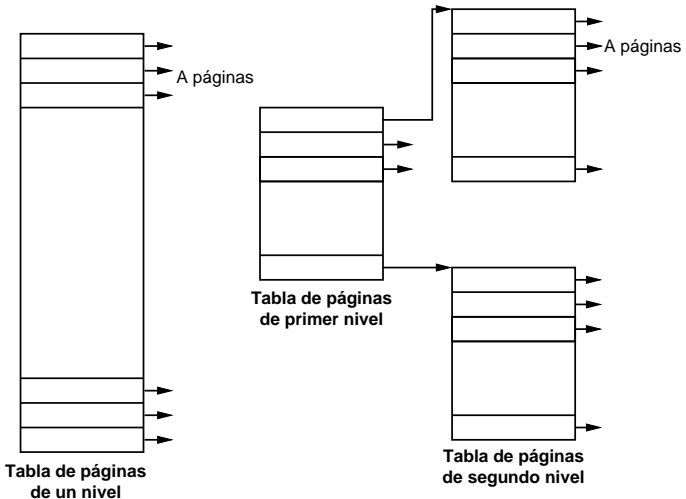 A páginas
Tabla de páginas
de un nivel
Tabla de páginas
de primer nivel
A páginas
Tabla de páginas
de segundo nivel